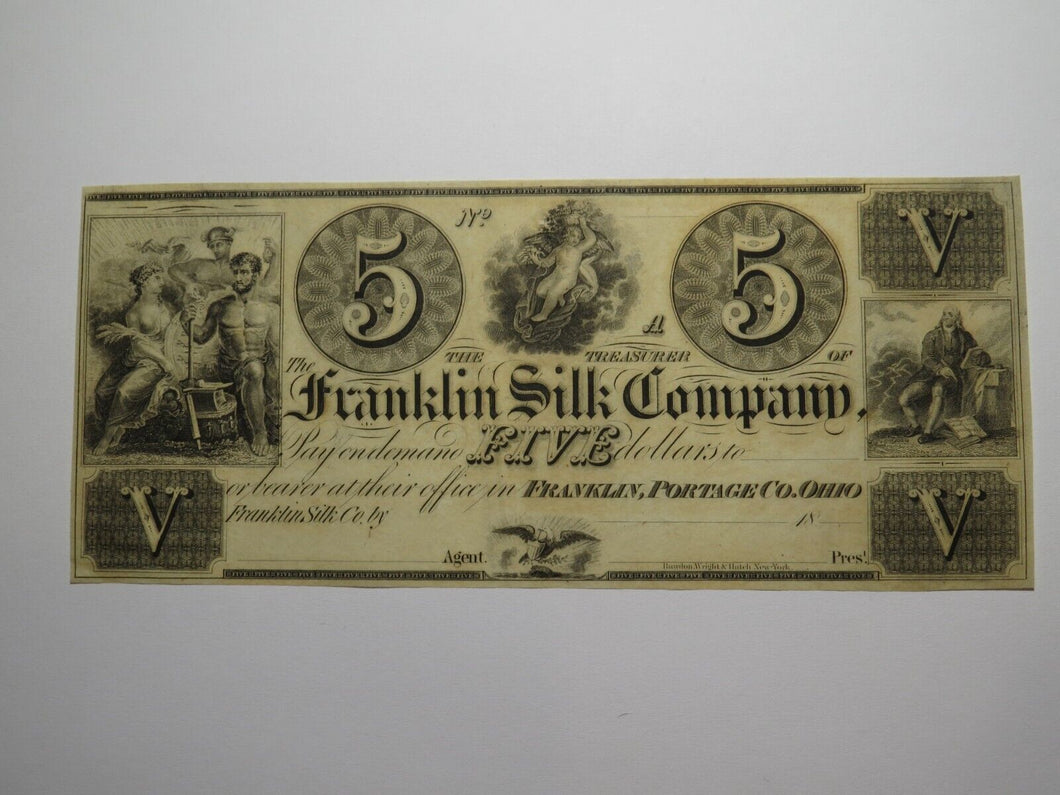 No
5 5
A
V
THE TREASURER OF
The Franklin Silk Company,
Pay on demand FIVE dollars to
or bearer at their office in FRANKLIN, PORTAGE CO. OHIO
Franklin Silk Co. by 18
V V
Agent. Prest.
Rawdon, Wright & Hatch New-York.